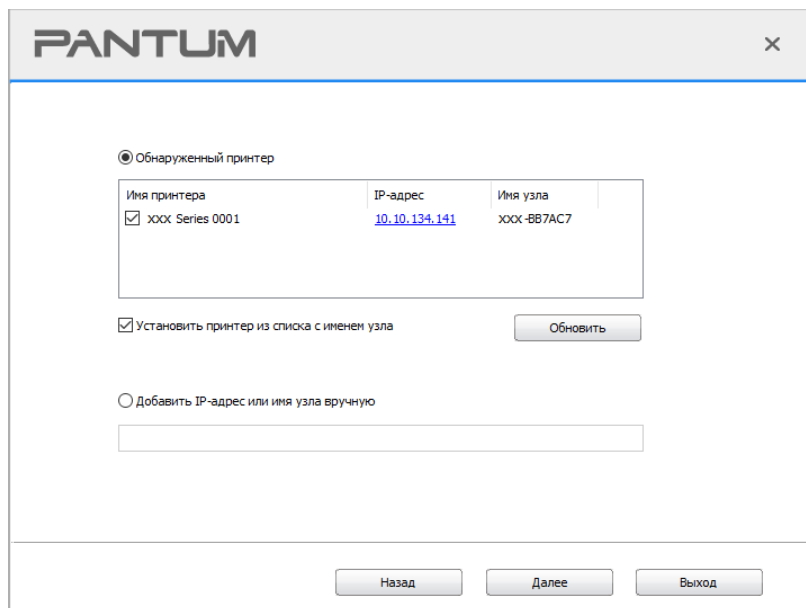 PANTUM
Обнаруженный принтер
Имя принтера IP-адрес Имя узла
XXX Series 0001 10.10.134.141 XXX-BB7AC7
Установить принтер из списка с именем узла Обновить
Добавить IP-адрес или имя узла вручную
Назад Далее Выход